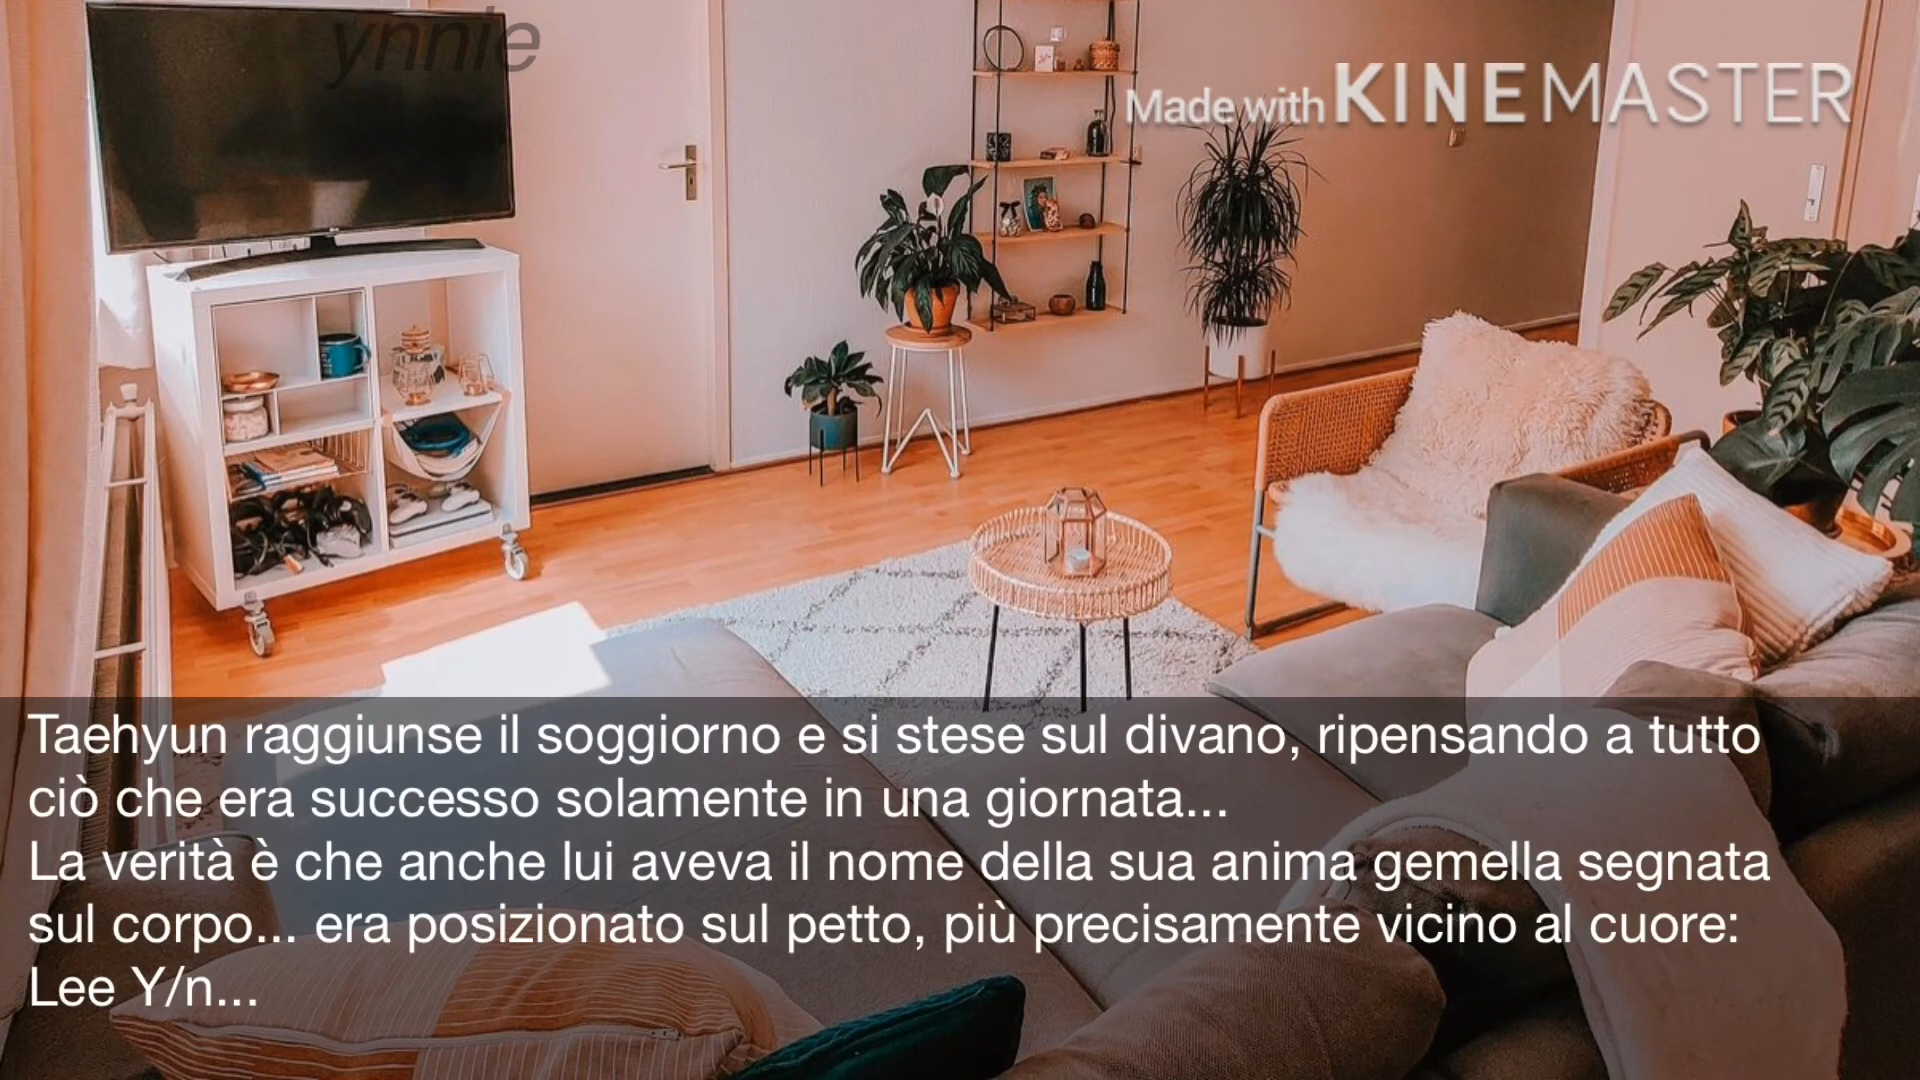 ynnie
Made with KINEMASTER
Taehyun raggiunse il soggiorno e si stese sul divano, ripensando a tutto
ciò che era successo solamente in una giornata...
La verità è che anche lui aveva il nome della sua anima gemella segnata
sul corpo... era posizionato sul petto, più precisamente vicino al cuore:
Lee Y/n...